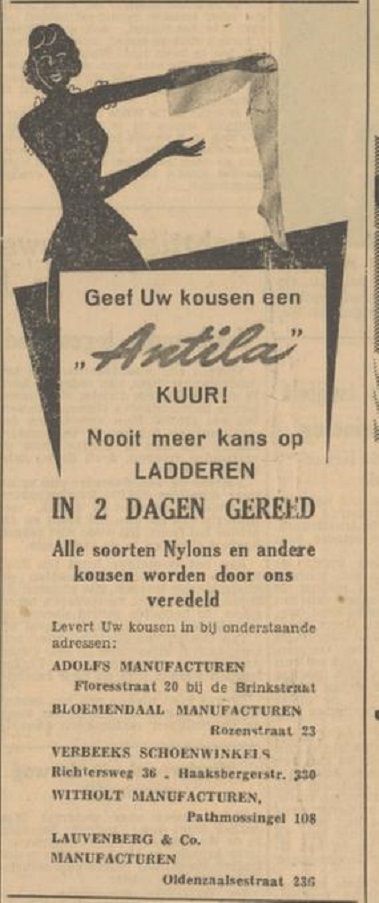 Geef Uw kousen een
„Antila”
KUUR!
Nooit meer kans op
LADDEREN
IN 2 DAGEN GEREED
Alle soorten Nylons en andere
kousen worden door ons
veredeld
Levert Uw kousen in bij onderstaande
adressen:
ADOLFS MANUFACTUREN
Floresstraat 20 bij de Brinkstraat
BLOEMENDAAL MANUFACTUREN
Rozenstraat 23
VERBEEKS SCHOENWINKELS
Richtersweg 36 . Haaksbergerstr. 330
WITHOLT MANUFACTUREN,
Pathmossingel 108
LAUVENBERG & Co.
MANUFACTUREN
Oldenzaalsestraat 236